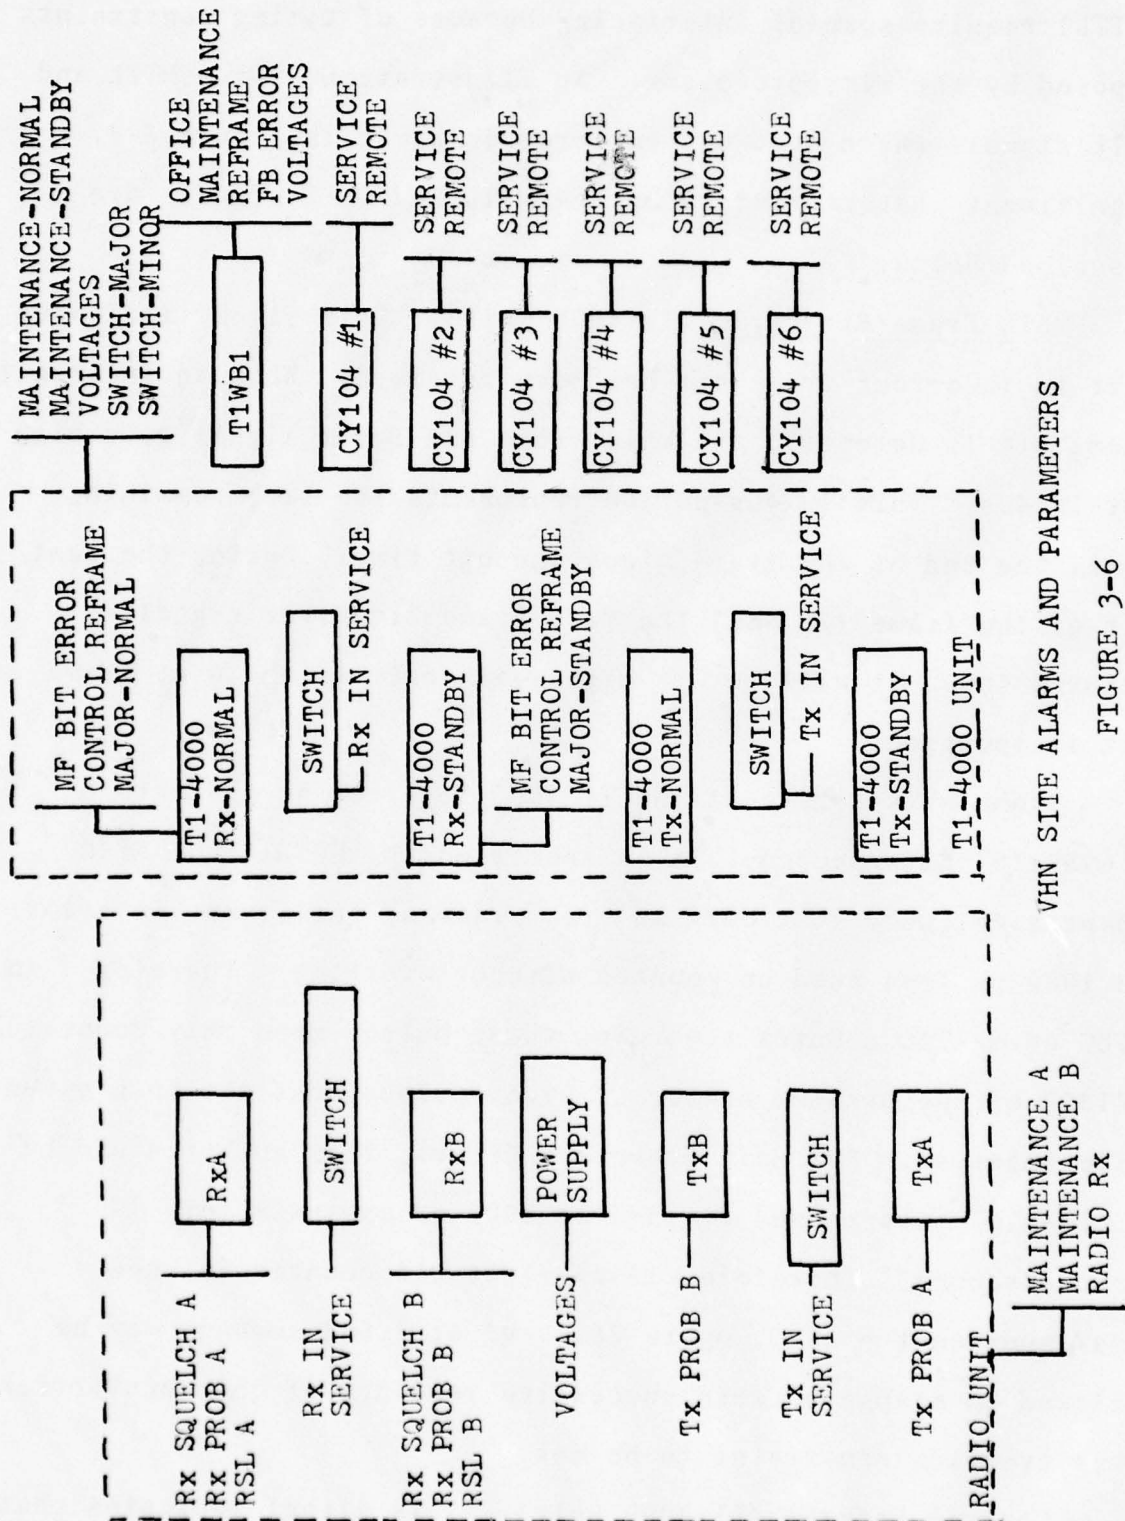 Rx SQUELCH A
Rx PROB A
RSL A
RxA
Rx IN
SERVICE
SWITCH
Rx SQUELCH B
Rx PROB B
RSL B
RxB
VOLTAGES
POWER
SUPPLY
Tx PROB B
TxB
Tx IN
SERVICE
SWITCH
Tx PROB A
TxA
RADIO UNIT
MAINTENANCE A
MAINTENANCE B
RADIO Rx
MF BIT ERROR
CONTROL REFRAME
MAJOR-NORMAL
T1-4000
Rx-NORMAL
SWITCH
Rx IN SERVICE
T1-4000
Rx-STANDBY
MF BIT ERROR
CONTROL REFRAME
MAJOR-STANDBY
T1-4000
Tx-NORMAL
SWITCH
Tx IN SERVICE
T1-4000
Tx-STANDBY
T1-4000 UNIT
MAINTENANCE-NORMAL
MAINTENANCE-STANDBY
VOLTAGES
SWITCH-MAJOR
SWITCH-MINOR
T1WB1
OFFICE
MAINTENANCE
REFRAME
FB ERROR
VOLTAGES
CY104 #1
SERVICE
REMOTE
CY104 #2
SERVICE
REMOTE
CY104 #3
SERVICE
REMOTE
CY104 #4
SERVICE
REMOTE
CY104 #5
SERVICE
REMOTE
CY104 #6
SERVICE
REMOTE
VHN SITE ALARMS AND PARAMETERS
FIGURE 3-6